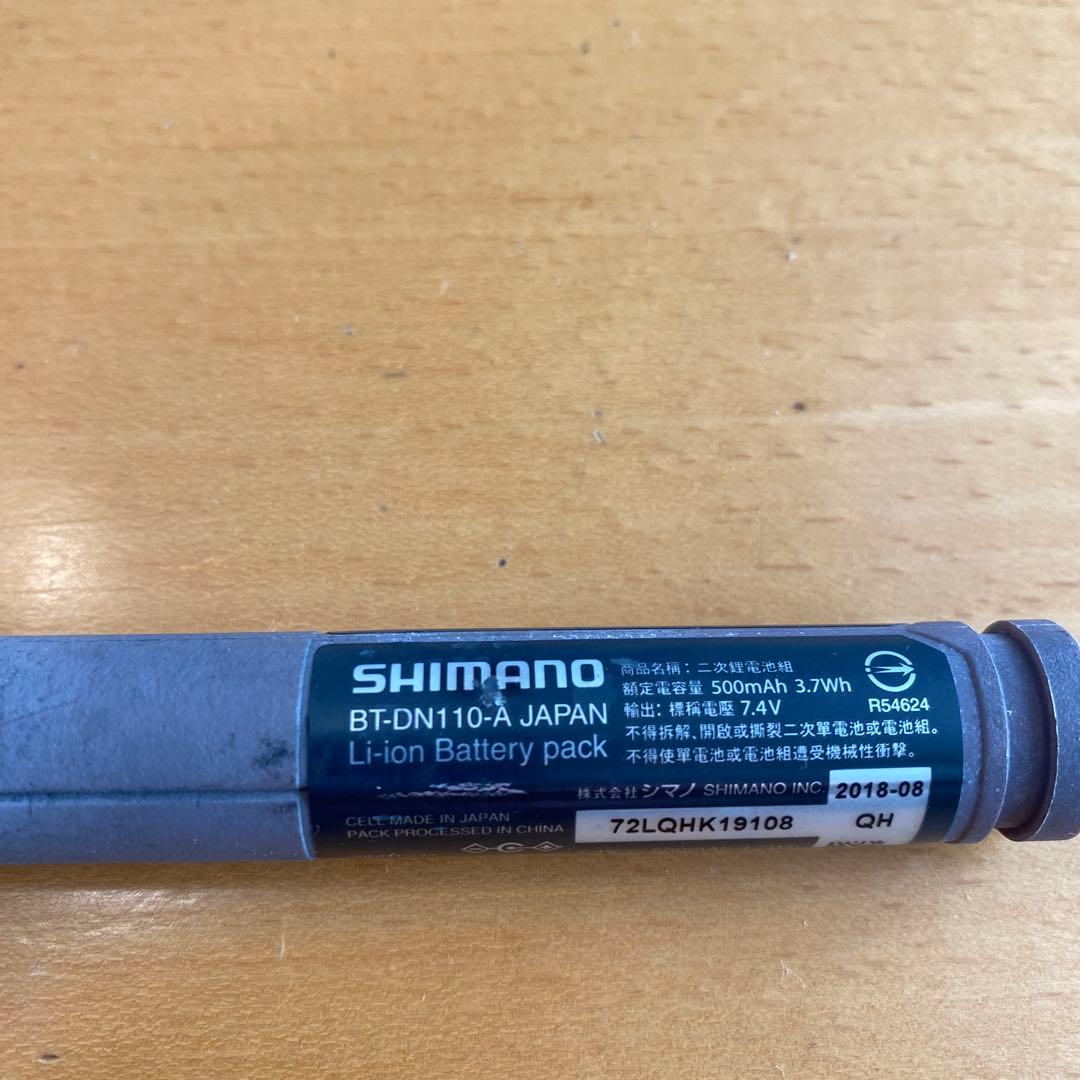 SHIMANO
BT-DN110-A JAPAN
Li-ion Battery pack
商品名稱：二次鋰電池組
額定電容量 500mAh 3.7Wh
輸出：標稱電壓 7.4V
不得拆解、開啟或撕裂二次單電池或電池組。
不得使單電池或電池組遭受機械性衝擊。
R54624
株式会社 シマノ SHIMANO INC.
2018-08
CELL MADE IN JAPAN
PACK PROCESSED IN CHINA
72LQHK19108
QH